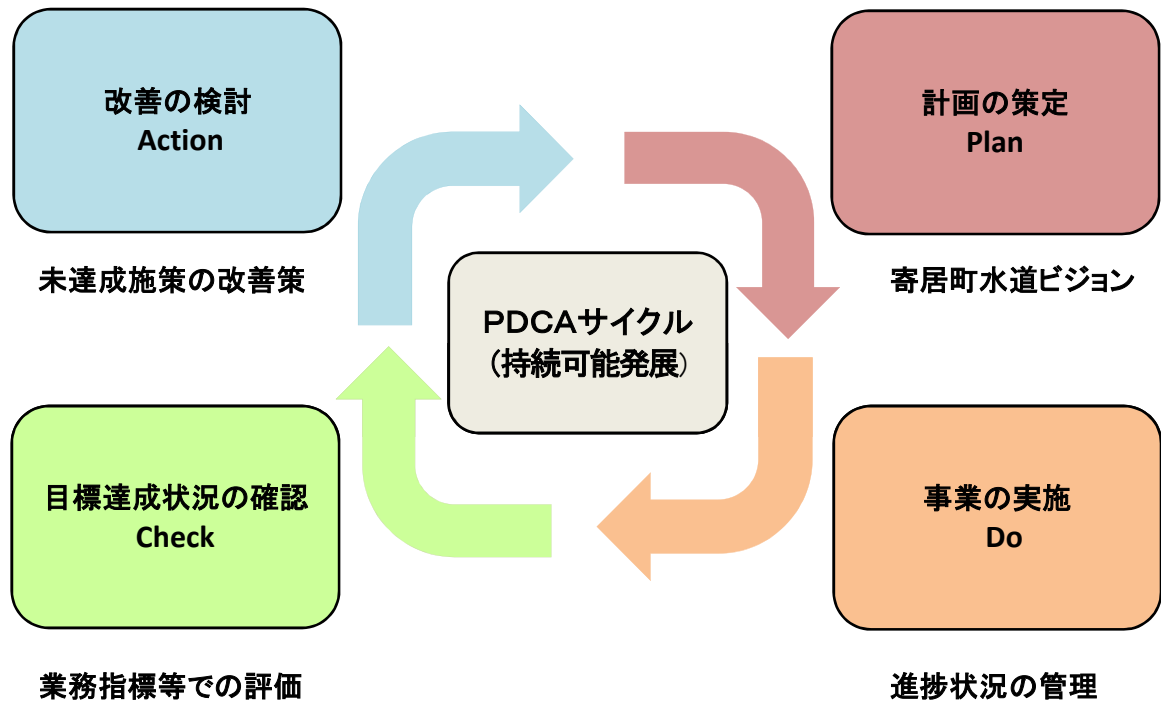 改善の検討
Action
未達成施策の改善策
計画の策定
Plan
寄居町水道ビジョン
PDCAサイクル
（持続可能発展）
目標達成状況の確認
Check
業務指標等での評価
事業の実施
Do
進捗状況の管理